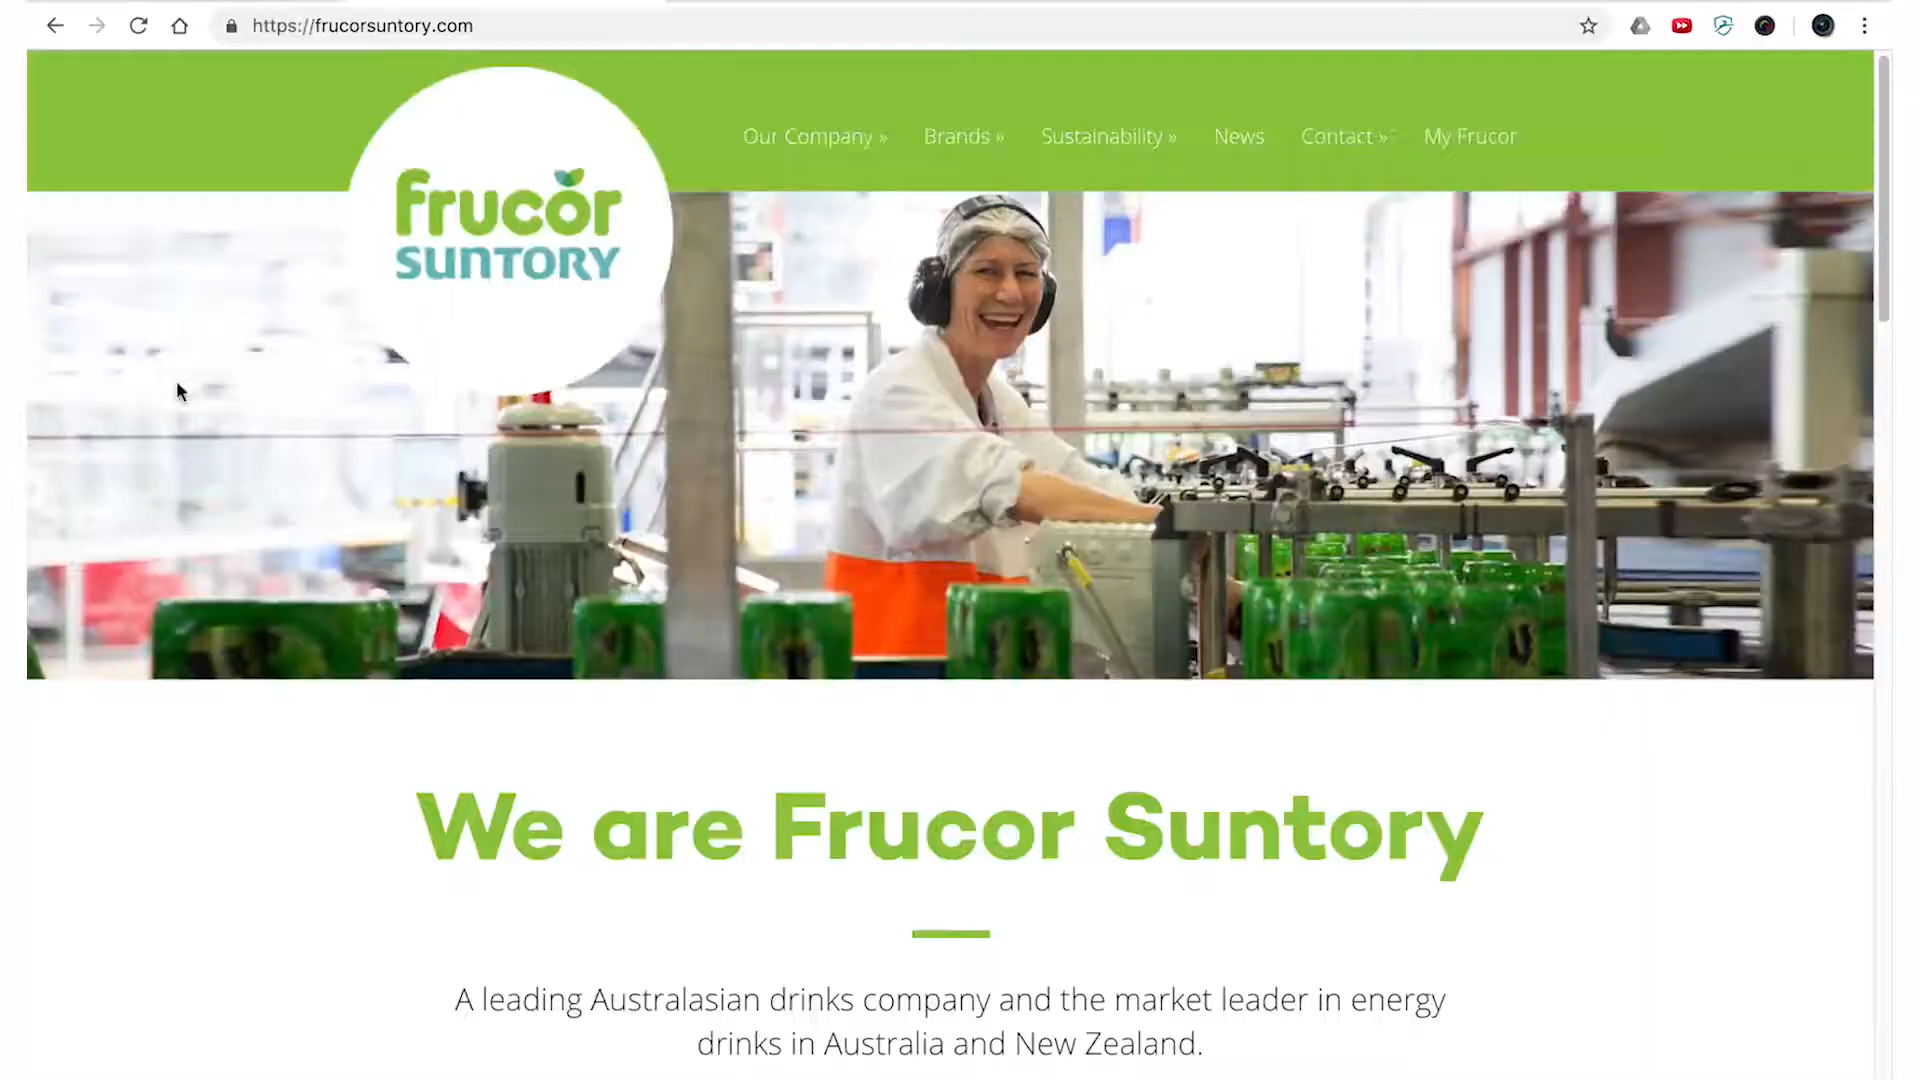 https://frucorsuntory.com
Our Company » Brands » Sustainability » News Contact » My Frucor
frucor
SUNTORY
We are Frucor Suntory
A leading Australasian drinks company and the market leader in energy
drinks in Australia and New Zealand.